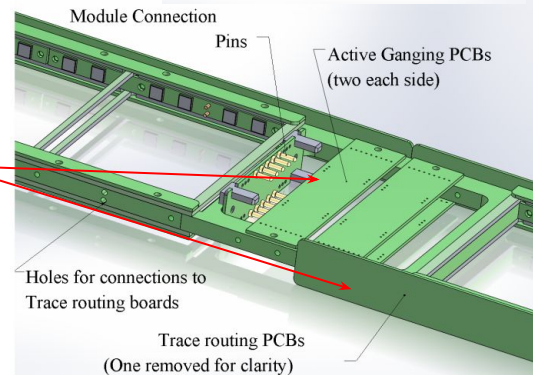 Module Connection
Pins
Active Ganging PCBs
(two each side)
Holes for connections to
Trace routing boards
Trace routing PCBs
(One removed for clarity)